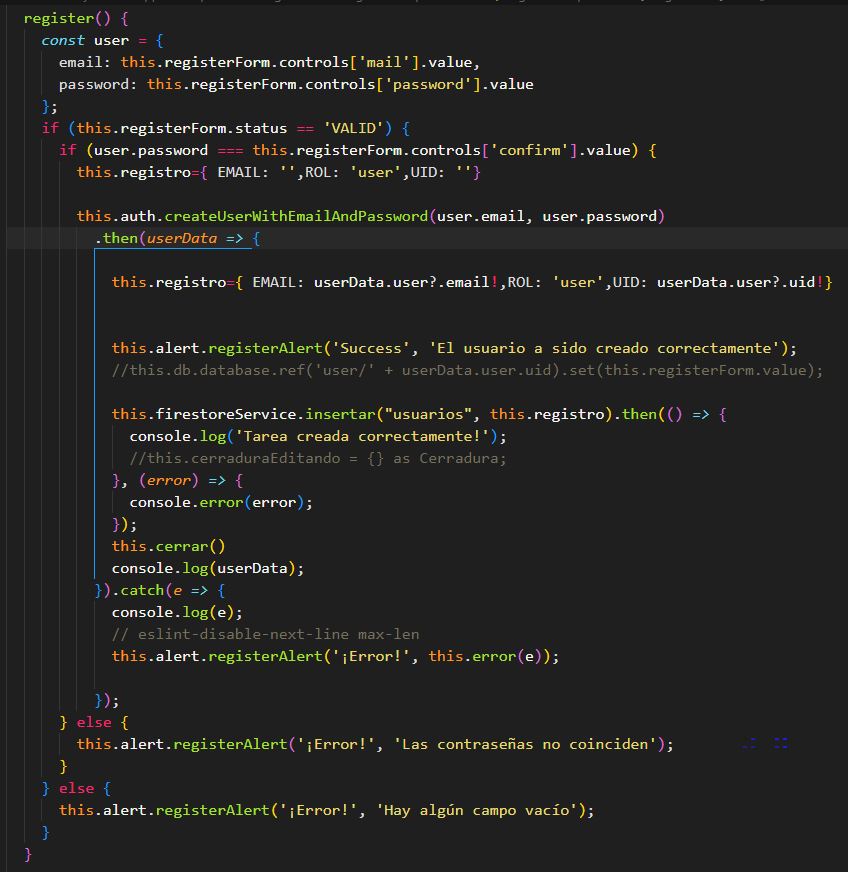 register() {
const user = {
email: this.registerForm.controls['mail'].value,
password: this.registerForm.controls['password'].value
};
if (this.registerForm.status == 'VALID') {
if (user.password === this.registerForm.controls['confirm'].value) {
this.registro={ EMAIL: '',ROL: 'user',UID: ''}
this.auth.createUserWithEmailAndPassword(user.email, user.password)
.then(userData => {
this.registro={ EMAIL: userData.user?.email!,ROL: 'user',UID: userData.user?.uid!}
this.alert.registerAlert('Success', 'El usuario a sido creado correctamente');
//this.db.database.ref('user/' + userData.user.uid).set(this.registerForm.value);
this.firestoreService.insertar("usuarios", this.registro).then(() => {
console.log('Tarea creada correctamente!');
//this.cerraduraEditando = {} as Cerradura;
}, (error) => {
console.error(error);
});
this.cerrar()
console.log(userData);
}).catch(e => {
console.log(e);
// eslint-disable-next-line max-len
this.alert.registerAlert('¡Error!', this.error(e));
});
} else {
this.alert.registerAlert('¡Error!', 'Las contraseñas no coinciden');
}
} else {
this.alert.registerAlert('¡Error!', 'Hay algún campo vacío');
}
}